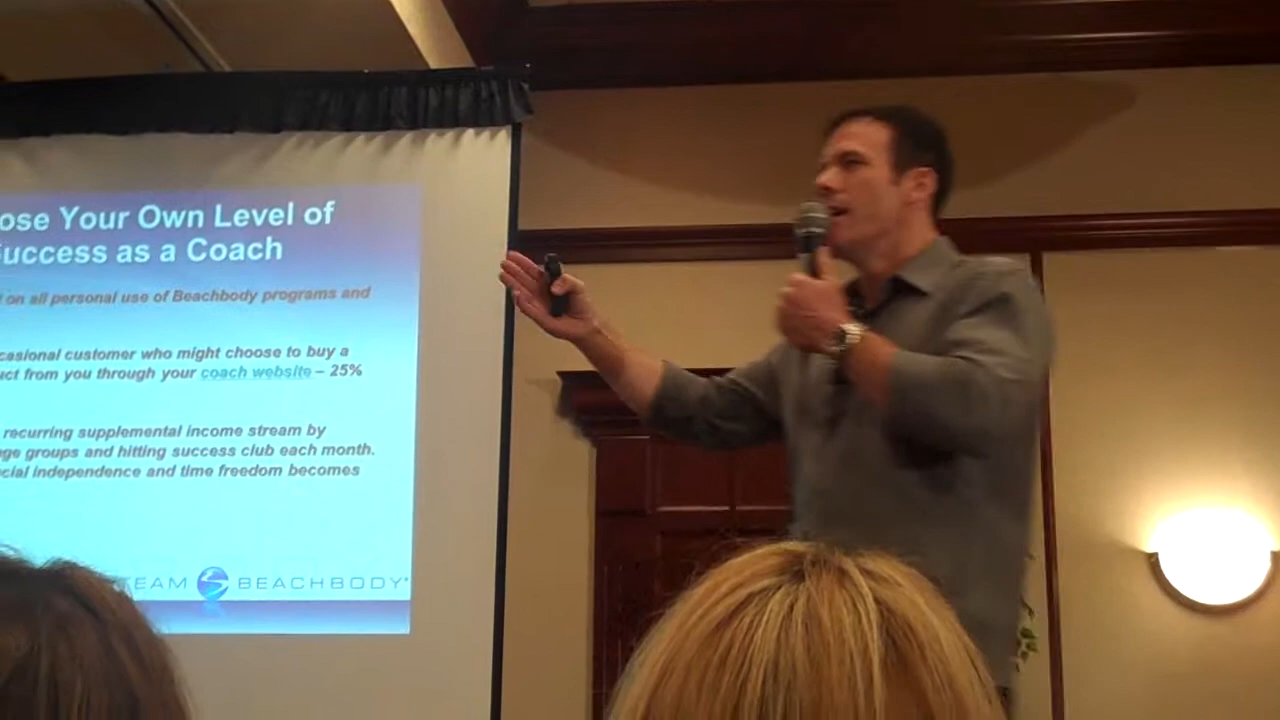 ose Your Own Level of
uccess as a Coach
on all personal use of Beachbody programs and
casional customer who might choose to buy a
uct from you through your coach website – 25%
recurring supplemental income stream by
ge groups and hitting success club each month.
cial independence and time freedom becomes
TEAM BEACHBODY